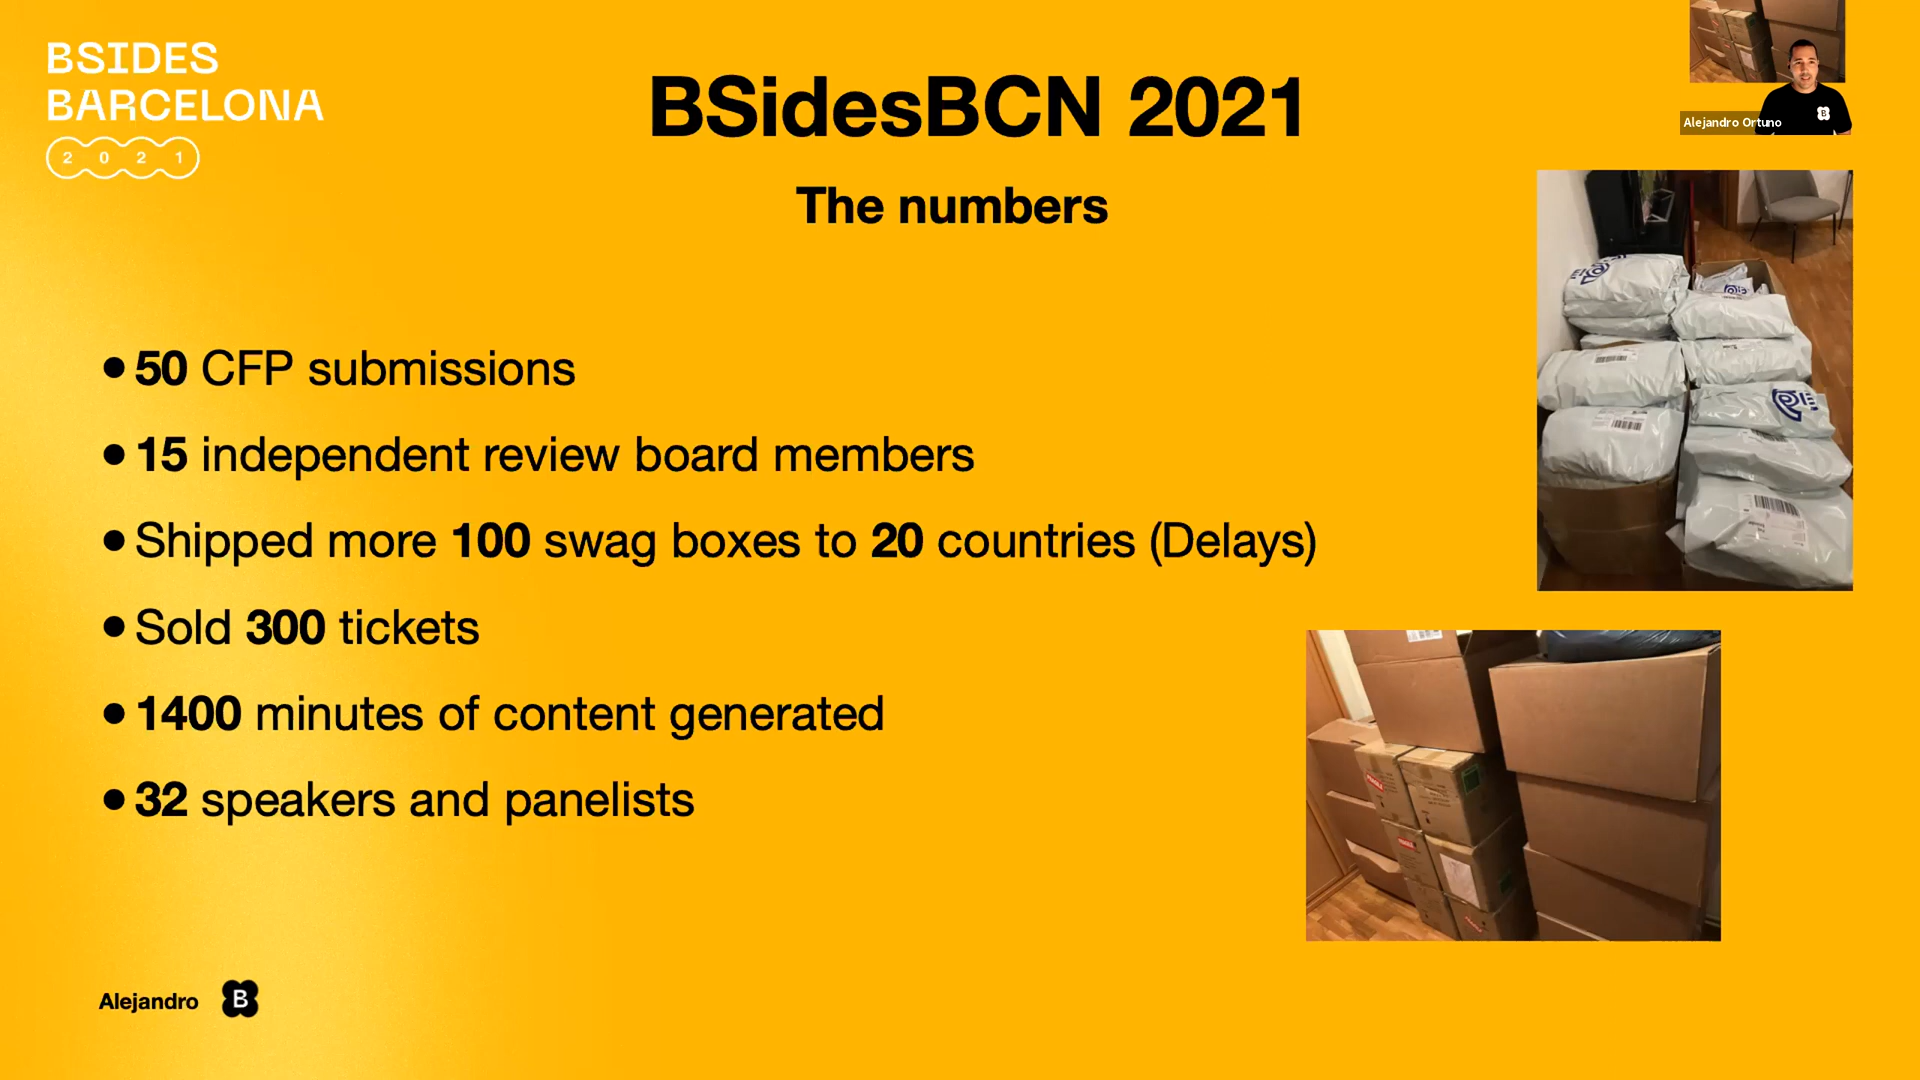 BSIDES
BARCELONA
2 0 2 1
BSidesBCN 2021
The numbers
Alejandro Ortuno
B
• 50 CFP submissions
• 15 independent review board members
• Shipped more 100 swag boxes to 20 countries (Delays)
• Sold 300 tickets
• 1400 minutes of content generated
• 32 speakers and panelists
Alejandro B